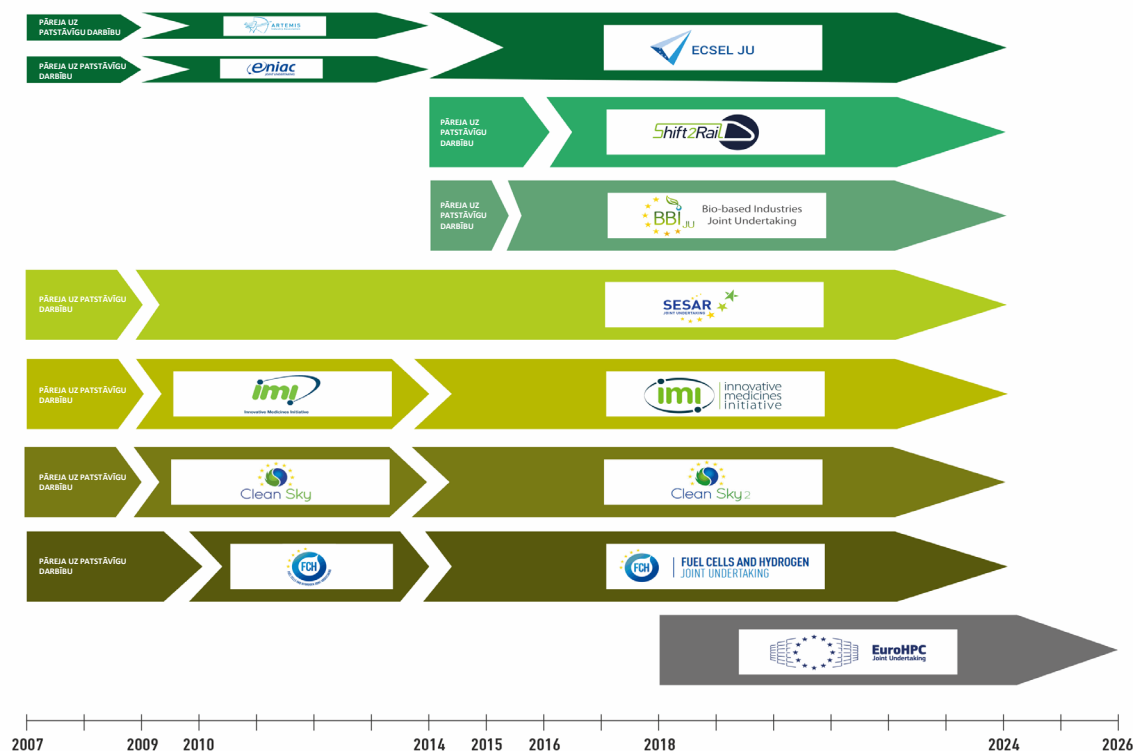 PĀREJA UZ
PATSTĀVĪGU DARBĪBU
ARTEMIS
ECSEL JU
PĀREJA UZ PATSTĀVĪGU
DARBĪBU
eniac
PĀREJA UZ
PATSTĀVĪGU
DARBĪBU
Shift2Rail
PĀREJA UZ
PATSTĀVĪGU
DARBĪBU
BBI JU
Bio-based Industries
Joint Undertaking
PĀREJA UZ PATSTĀVĪGU
DARBĪBU
SESAR
JOINT UNDERTAKING
PĀREJA UZ PATSTĀVĪGU
DARBĪBU
imi
Innovative Medicines Initiative
imi
innovative
medicines
initiative
PĀREJA UZ PATSTĀVĪGU
DARBĪBU
Clean Sky
Clean Sky 2
PĀREJA UZ PATSTĀVĪGU
DARBĪBU
FCH
FCH
FUEL CELLS AND HYDROGEN
JOINT UNDERTAKING
EuroHPC
Joint Undertaking
2007 2009 2010 2014 2015 2016 2018 2024 2026